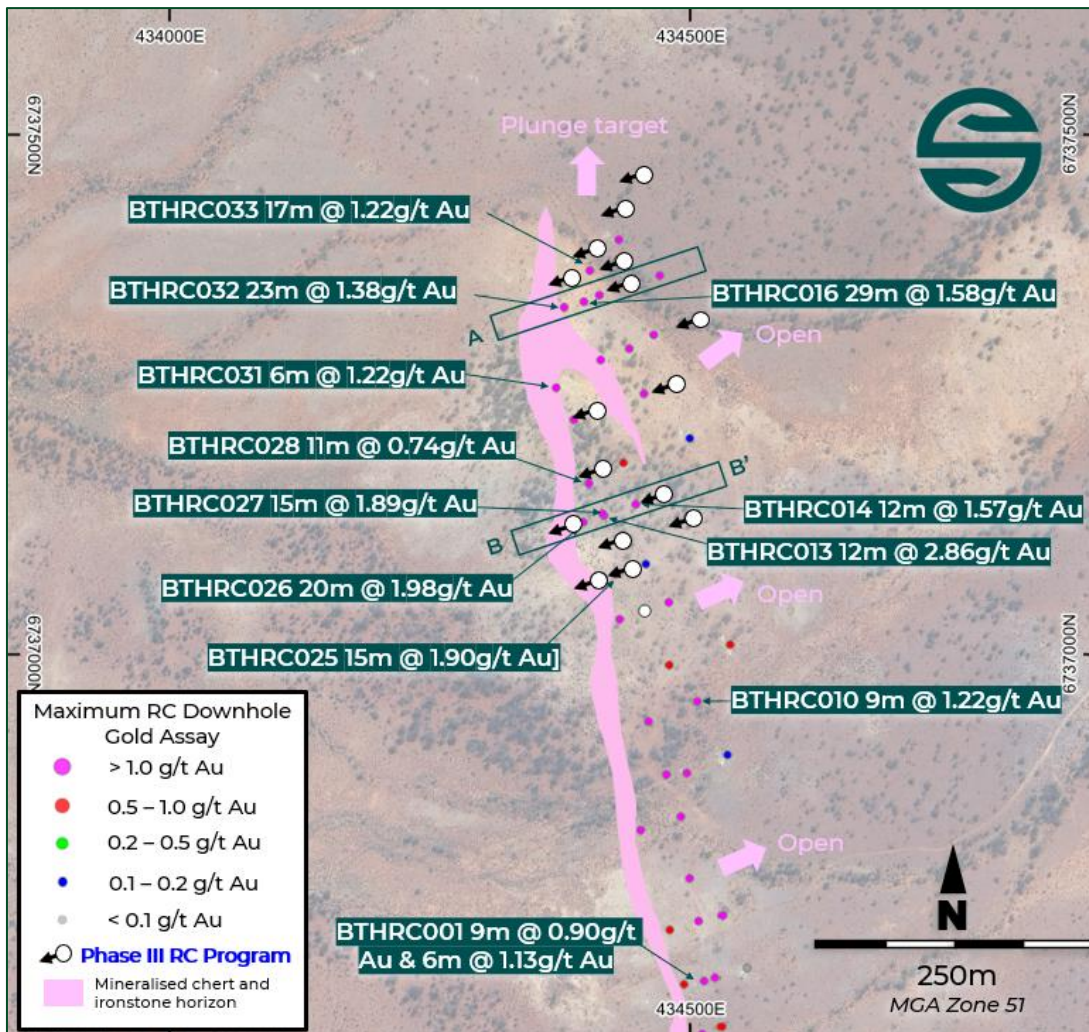 434000E
434500E
6737500N
6737500N
Plunge target
BTHRC033 17m @ 1.22g/t Au
BTHRC032 23m @ 1.38g/t Au
BTHRC016 29m @ 1.58g/t Au
A
Open
BTHRC031 6m @ 1.22g/t Au
BTHRC028 11m @ 0.74g/t Au
B'
BTHRC027 15m @ 1.89g/t Au
BTHRC014 12m @ 1.57g/t Au
B
BTHRC013 12m @ 2.86g/t Au
BTHRC026 20m @ 1.98g/t Au
Open
BTHRC025 15m @ 1.90g/t Au]
6737000N
6737000N
BTHRC010 9m @ 1.22g/t Au
Maximum RC Downhole
Gold Assay
> 1.0 g/t Au
0.5 – 1.0 g/t Au
0.2 – 0.5 g/t Au
0.1 – 0.2 g/t Au
< 0.1 g/t Au
Phase III RC Program
Mineralised chert and
ironstone horizon
Open
BTHRC001 9m @ 0.90g/t
Au & 6m @ 1.13g/t Au
N
250m
MGA Zone 51
434500E